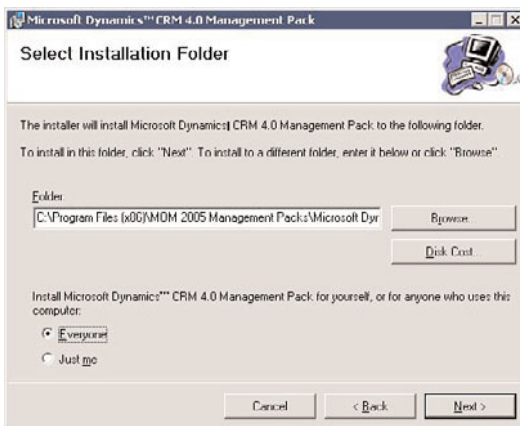 Microsoft Dynamics™ CRM 4.0 Management Pack
Select Installation Folder
The installer will install Microsoft Dynamics CRM 4.0 Management Pack to the following folder.
To install in this folder, click "Next". To install to a different folder, enter it below or click "Browse".
Folder:
C:\Program Files (x86)\MOM 2005 Management Packs\Microsoft Dyr
Browse...
Disk Cost...
Install Microsoft Dynamics™ CRM 4.0 Management Pack for yourself, or for anyone who uses this
computer:
Everyone
Just me
Cancel
< Back
Next >